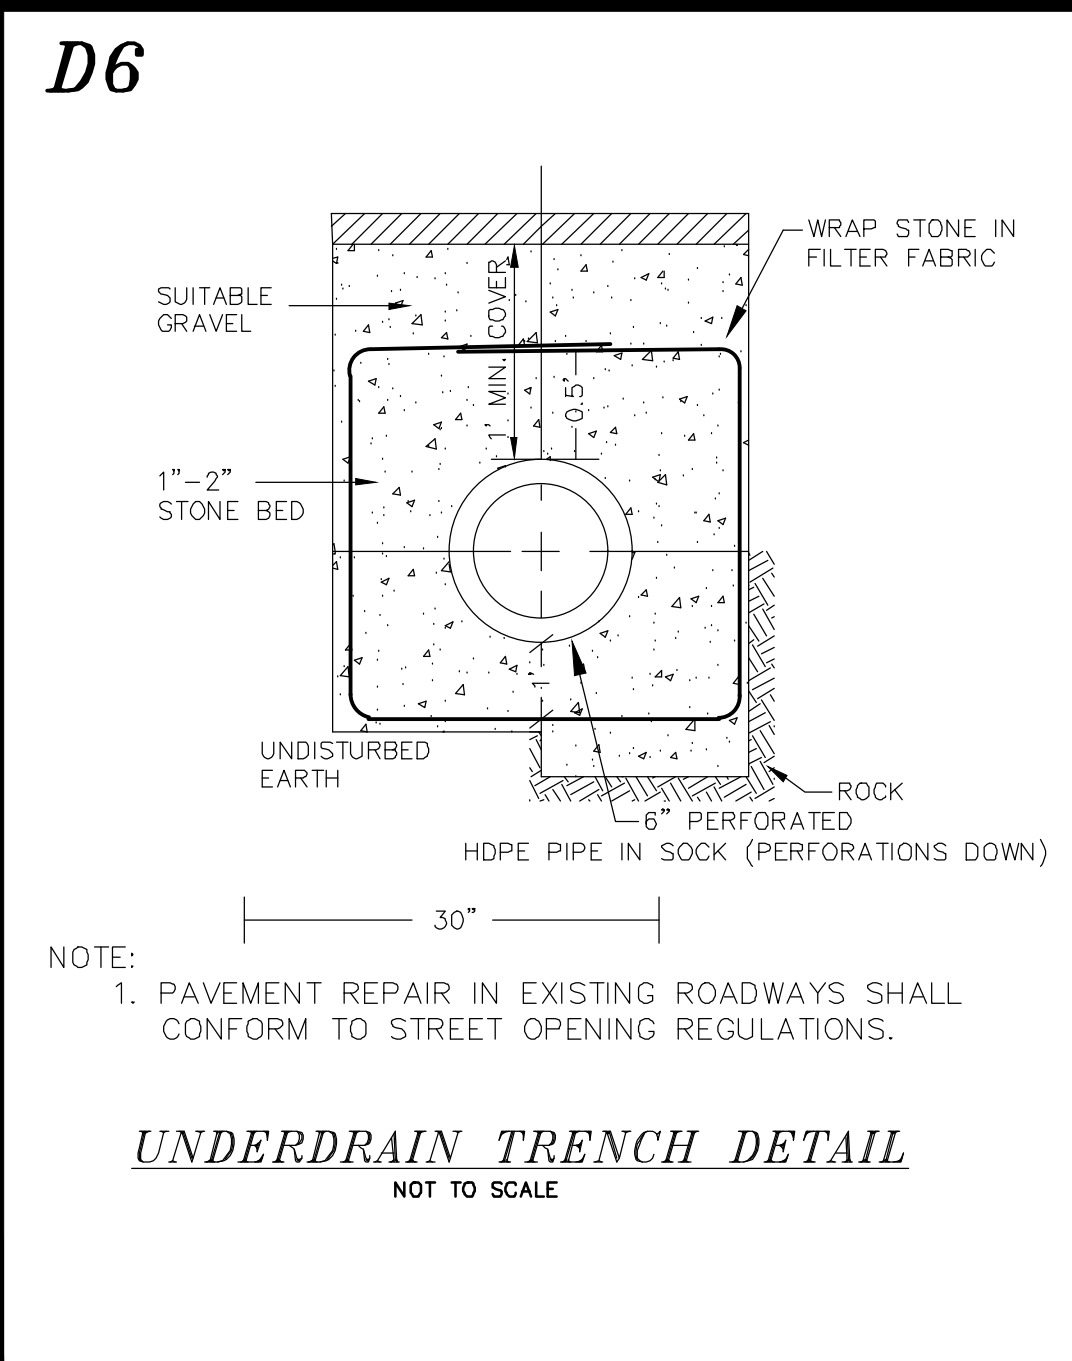 D6
WRAP STONE IN
FILTER FABRIC
SUITABLE
GRAVEL
1' MIN. COVER
0.5'
1"-2"
STONE BED
1'
UNDISTURBED
EARTH
ROCK
6" PERFORATED
HDPE PIPE IN SOCK (PERFORATIONS DOWN)
30"
NOTE:
1. PAVEMENT REPAIR IN EXISTING ROADWAYS SHALL
CONFORM TO STREET OPENING REGULATIONS.
UNDERDRAIN TRENCH DETAIL
NOT TO SCALE